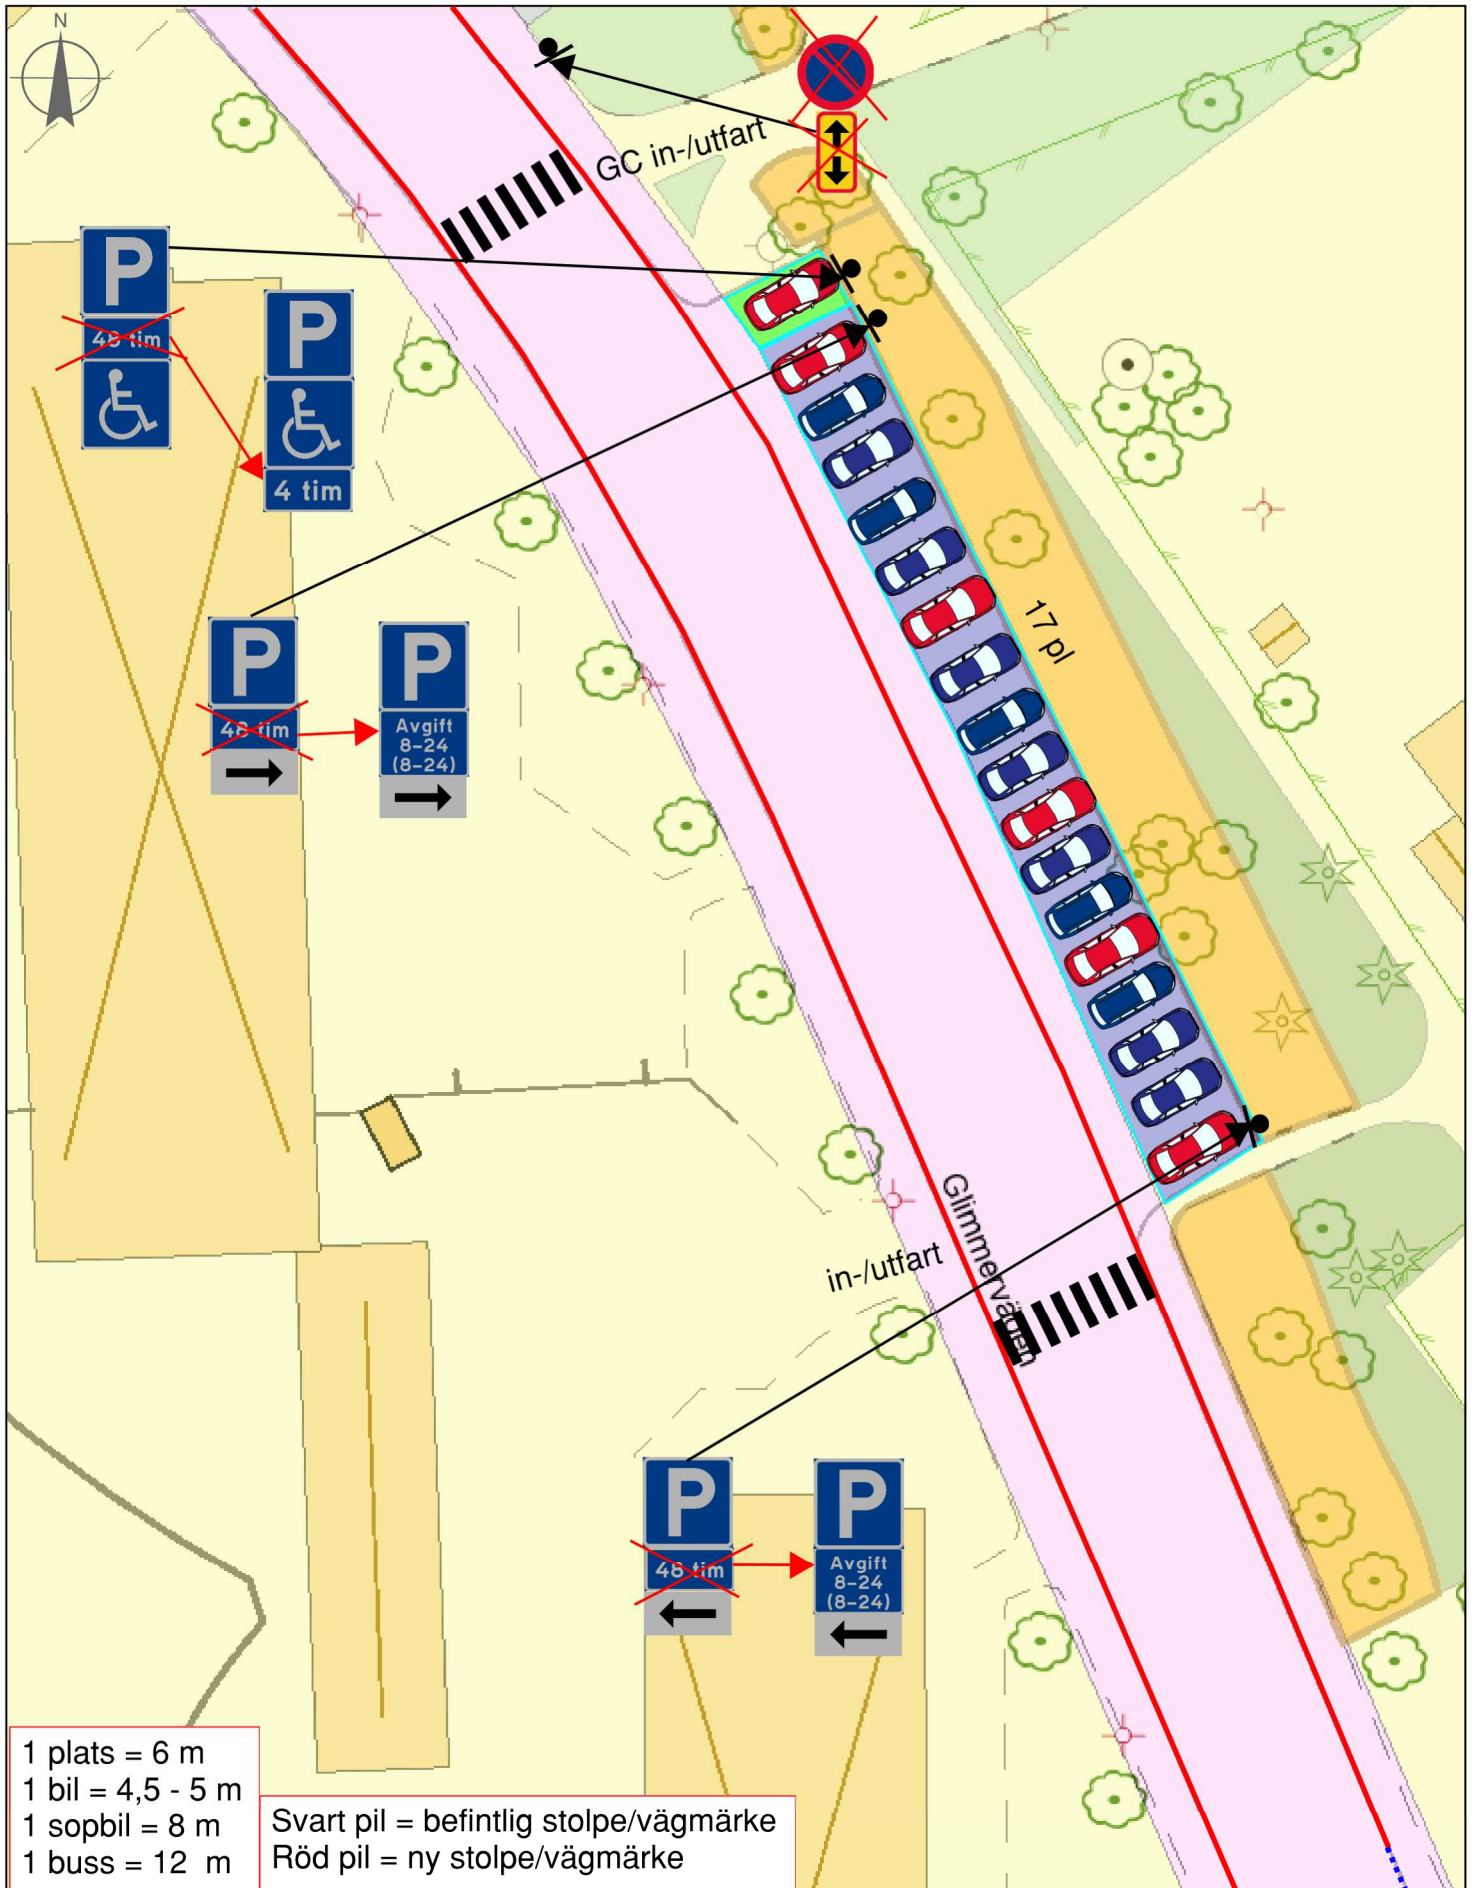 N
GC in-/utfart
P
48 tim
P
4 tim
17 pl
P
48 tim
P
Avgift
8-24
(8-24)
Glimmervägen
in-/utfart
P
48 tim
P
Avgift
8-24
(8-24)
1 plats = 6 m
1 bil = 4,5 - 5 m
1 sopbil = 8 m
1 buss = 12 m
Svart pil = befintlig stolpe/vägmärke
Röd pil = ny stolpe/vägmärke